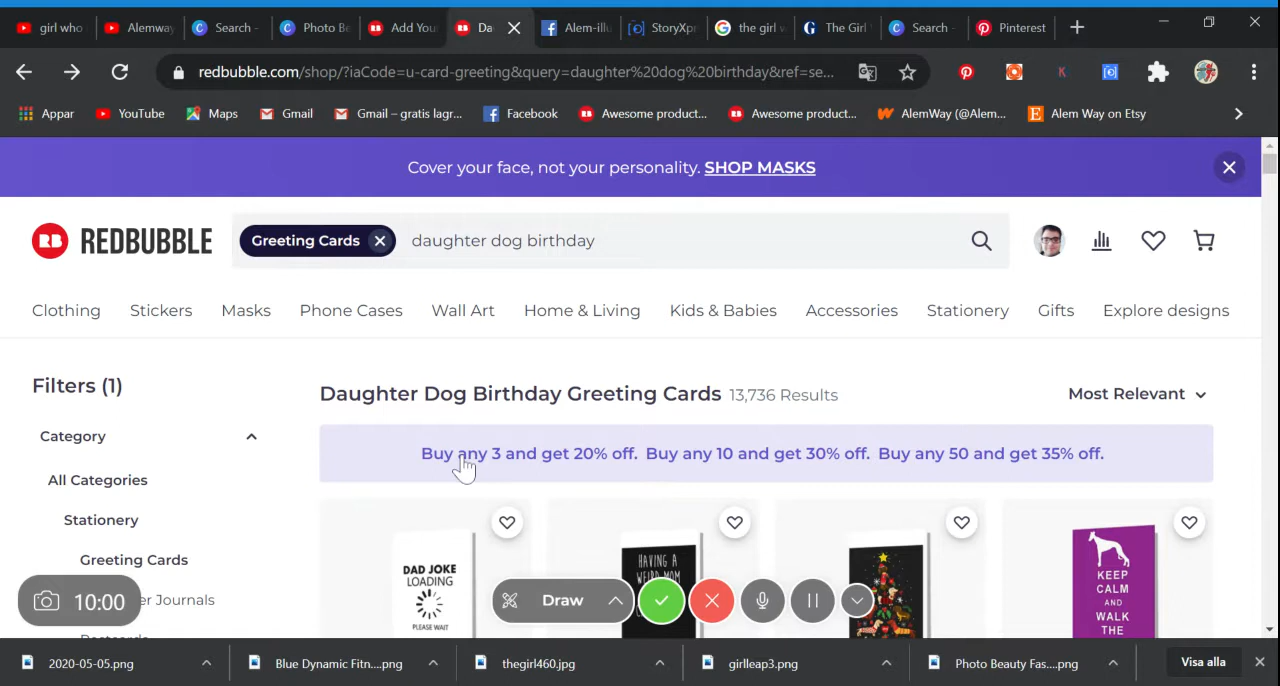 girl who
Alemway
Search -
Photo Be
Add You
Da
Alem-illu
StoryXp
the girl w
The Girl
Search -
Pinterest
redbubble.com/shop/?iaCode=u-card-greeting&query=daughter%20dog%20birthday&ref=se...
Appar
YouTube
Maps
Gmail
Gmail – gratis lagr...
Facebook
Awesome product...
Awesome product...
AlemWay (@Alem...
Alem Way on Etsy
Cover your face, not your personality. SHOP MASKS
RB REDBUBBLE
Greeting Cards
daughter dog birthday
Clothing
Stickers
Masks
Phone Cases
Wall Art
Home & Living
Kids & Babies
Accessories
Stationery
Gifts
Explore designs
Filters (1)
Daughter Dog Birthday Greeting Cards 13,736 Results
Most Relevant
Category
Buy any 3 and get 20% off. Buy any 10 and get 30% off. Buy any 50 and get 35% off.
All Categories
Stationery
Greeting Cards
er Journals
Postcards
DAD JOKE
LOADING
PLEASE WAIT
HAVING A
WEIRD MOM
KEEP
CALM
AND
WALK
THE
10:00
Draw
2020-05-05.png
Blue Dynamic Fitn....png
thegirl460.jpg
girlleap3.png
Photo Beauty Fas....png
Visa alla